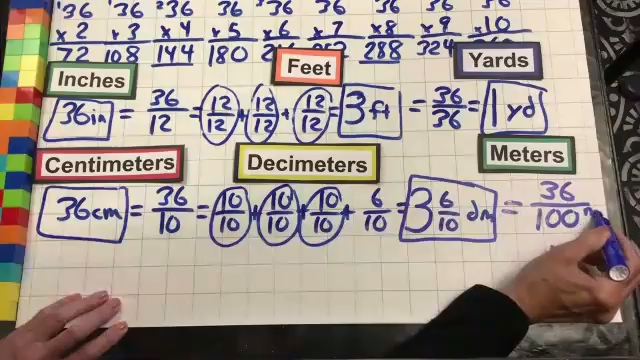 36 36 36 36 36 36 36 36 36
x 2 x 3 x 4 x 5 x 6 x 7 x 8 x 9 x 10
72 108 144 180 288 324
Inches Feet Yards
36in = 36/12 = 12/12 + 12/12 + 12/12 = 3 ft = 36/36 = 1 yd
Centimeters Decimeters Meters
36cm = 36/10 = 10/10 + 10/10 + 10/10 + 6/10 = 3 6/10 dm = 36/100